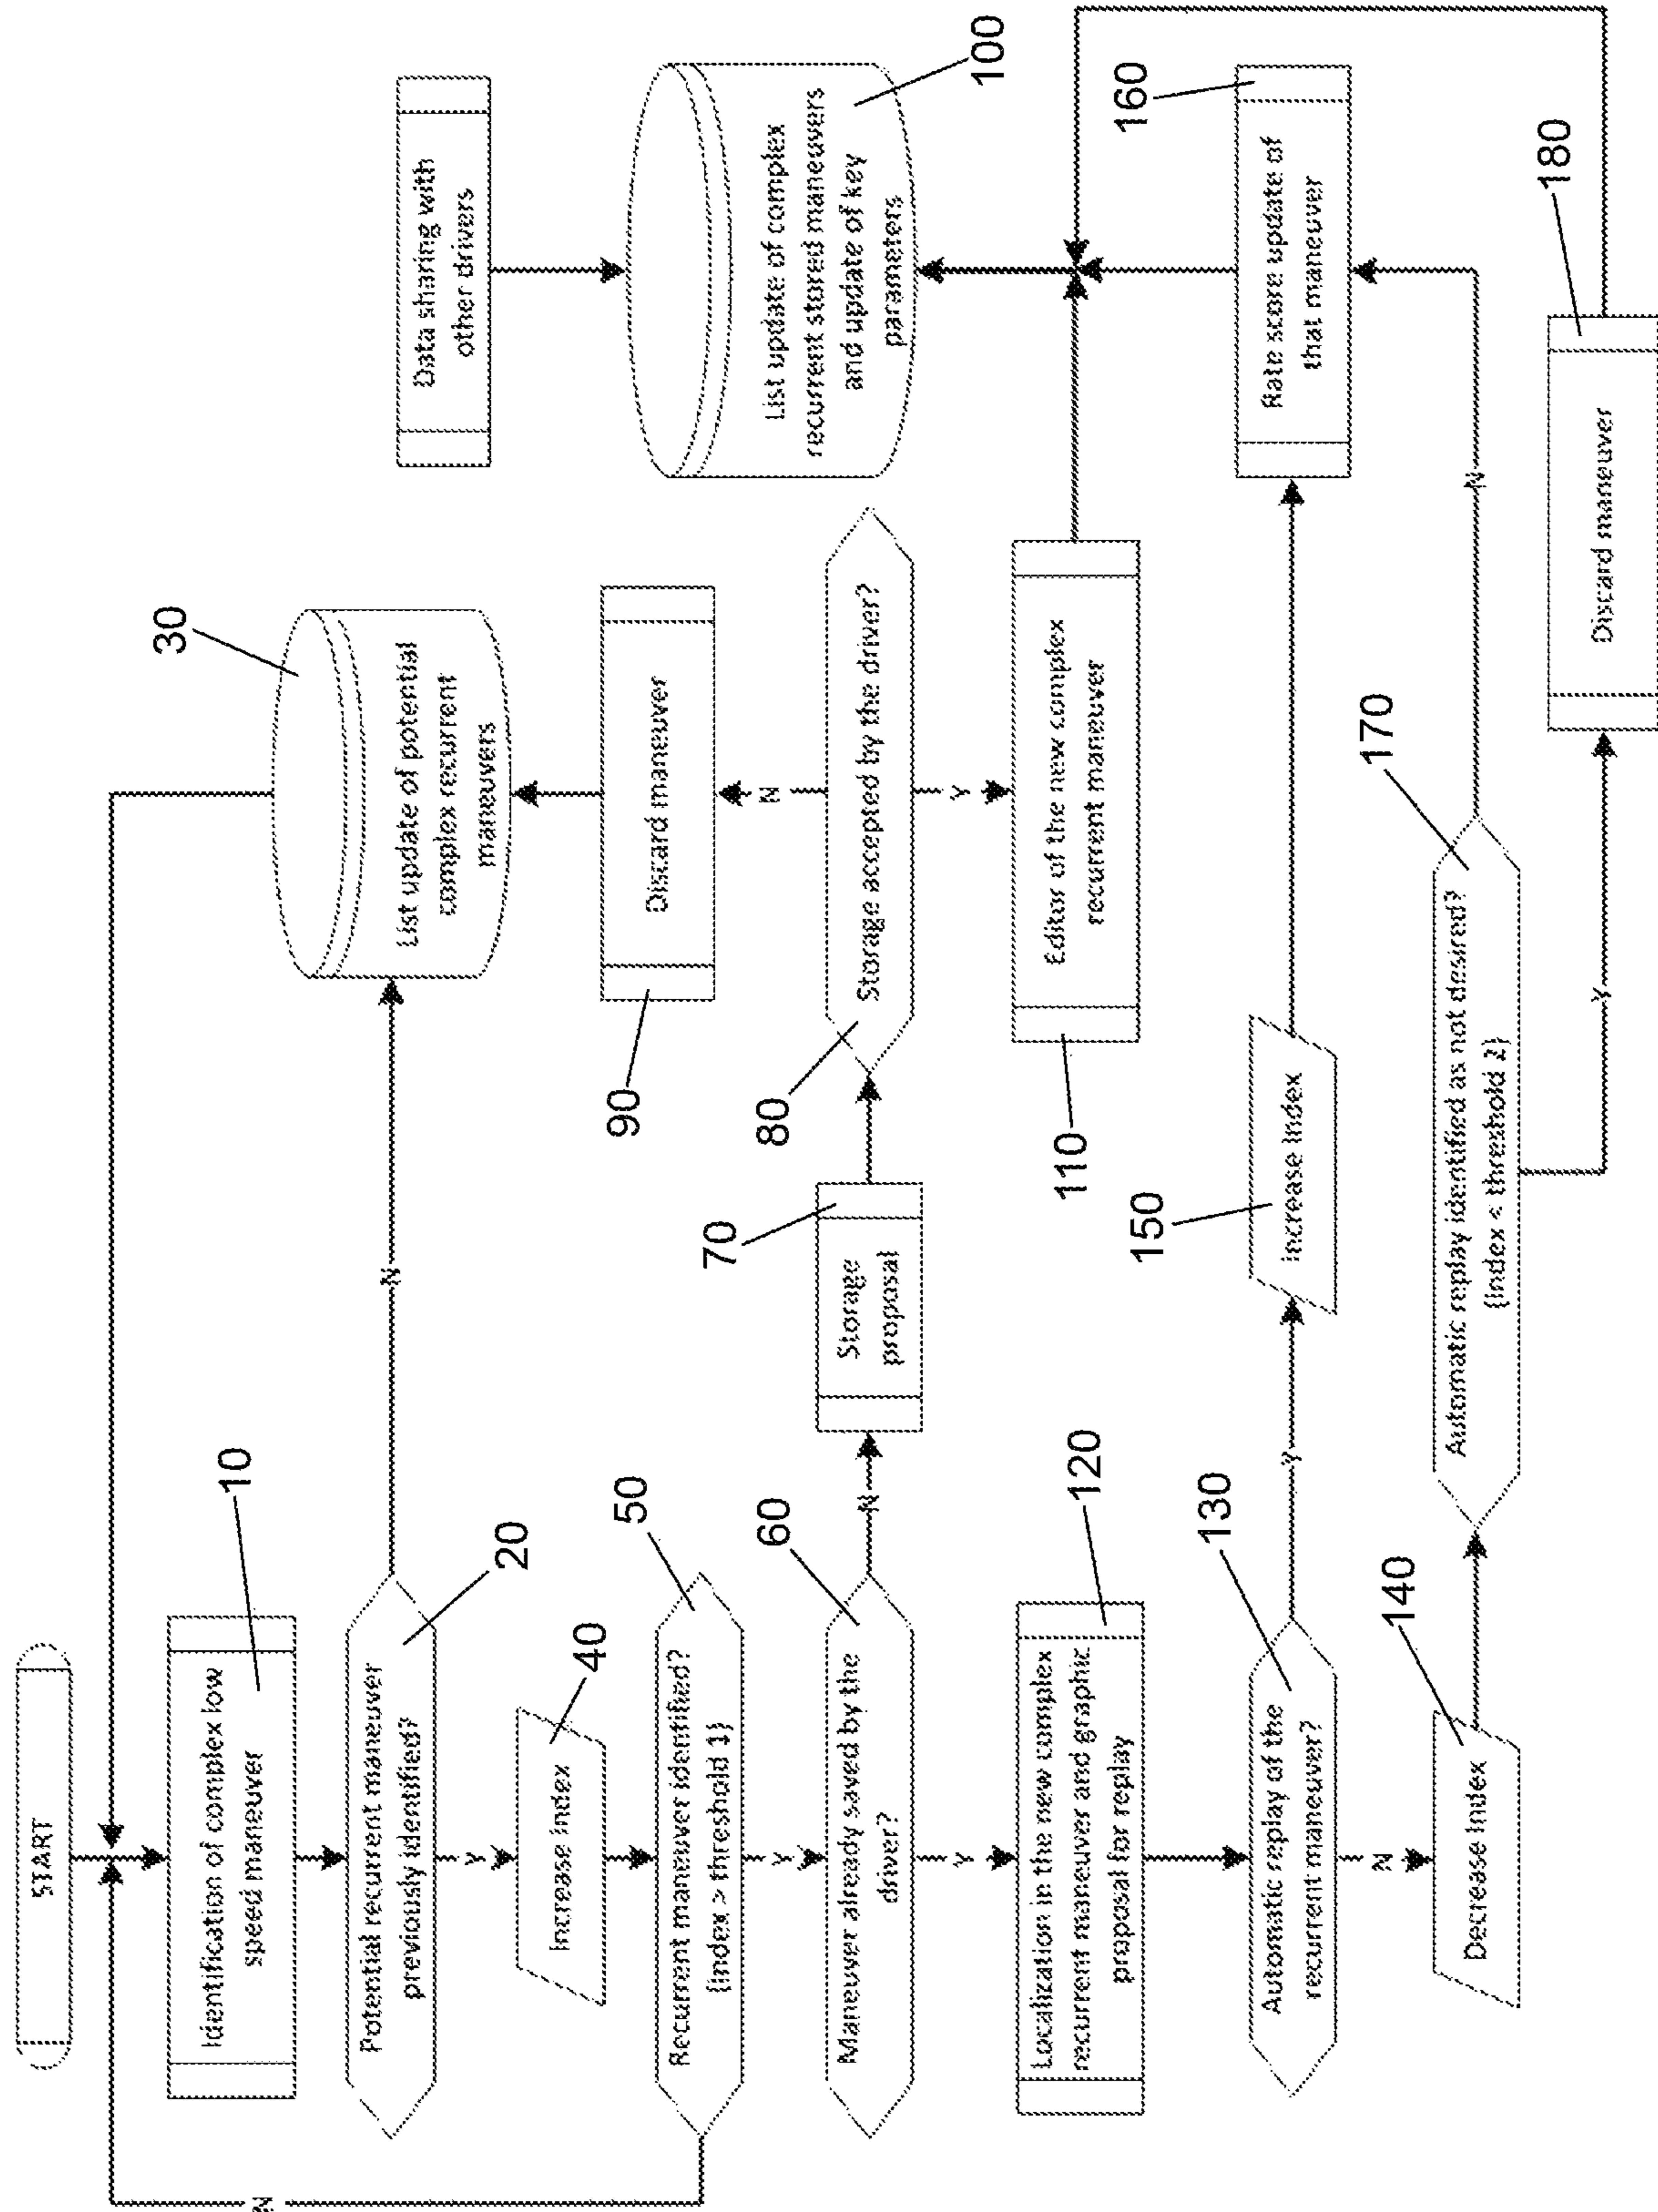 START
Identification of complex low
speed maneuver
10
Potential recurrent maneuver
previously identified?
20
N
Y
List update of potential
complex recurrent
maneuvers
30
Increase Index
40
Recurrent maneuver identified?
{Index > threshold 1}
50
N
Y
Maneuver already saved by the
driver?
60
N
Y
Storage
proposal
70
Storage accepted by the driver?
80
N
Y
Discard maneuver
90
Editor of the new complex
recurrent maneuver
110
Data sharing with
other drivers
List update of complex
recurrent stored maneuvers
and update of key
parameters
100
Localization in the new complex
recurrent maneuver and graphic
proposal for replay
120
Automatic replay of the
recurrent maneuver?
130
Y
N
Increase Index
150
Rate score update of
that maneuver
160
Decrease Index
140
Automatic replay identified as not desired?
{Index < threshold 2}
170
N
Y
Discard maneuver
180